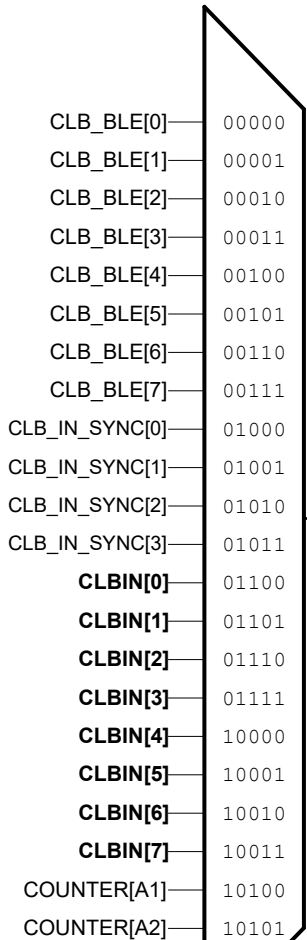 CLB_BLE[0] 00000
CLB_BLE[1] 00001
CLB_BLE[2] 00010
CLB_BLE[3] 00011
CLB_BLE[4] 00100
CLB_BLE[5] 00101
CLB_BLE[6] 00110
CLB_BLE[7] 00111
CLB_IN_SYNC[0] 01000
CLB_IN_SYNC[1] 01001
CLB_IN_SYNC[2] 01010
CLB_IN_SYNC[3] 01011
CLBIN[0] 01100
CLBIN[1] 01101
CLBIN[2] 01110
CLBIN[3] 01111
CLBIN[4] 10000
CLBIN[5] 10001
CLBIN[6] 10010
CLBIN[7] 10011
COUNTER[A1] 10100
COUNTER[A2] 10101